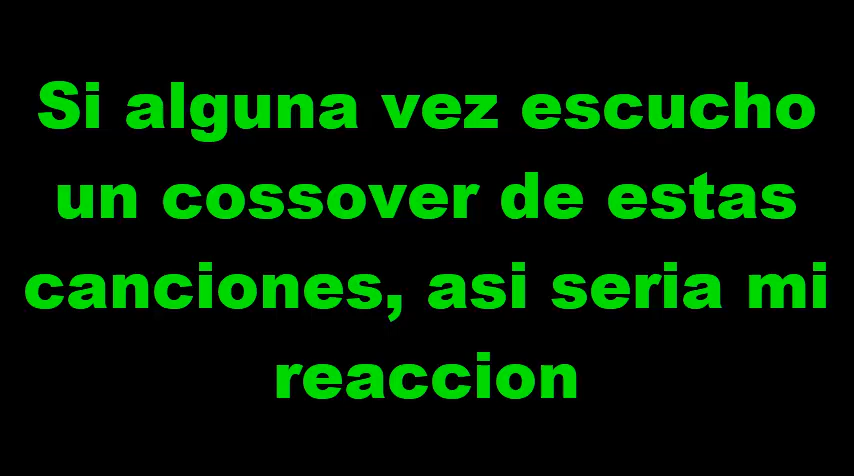 Si alguna vez escucho
un cossover de estas
canciones, asi seria mi
reaccion